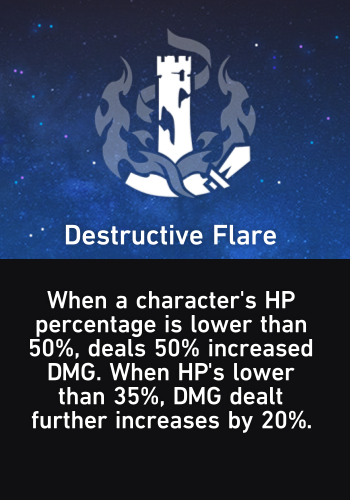 Destructive Flare
When a character's HP
percentage is lower than
50%, deals 50% increased
DMG. When HP's lower
than 35%, DMG dealt
further increases by 20%.